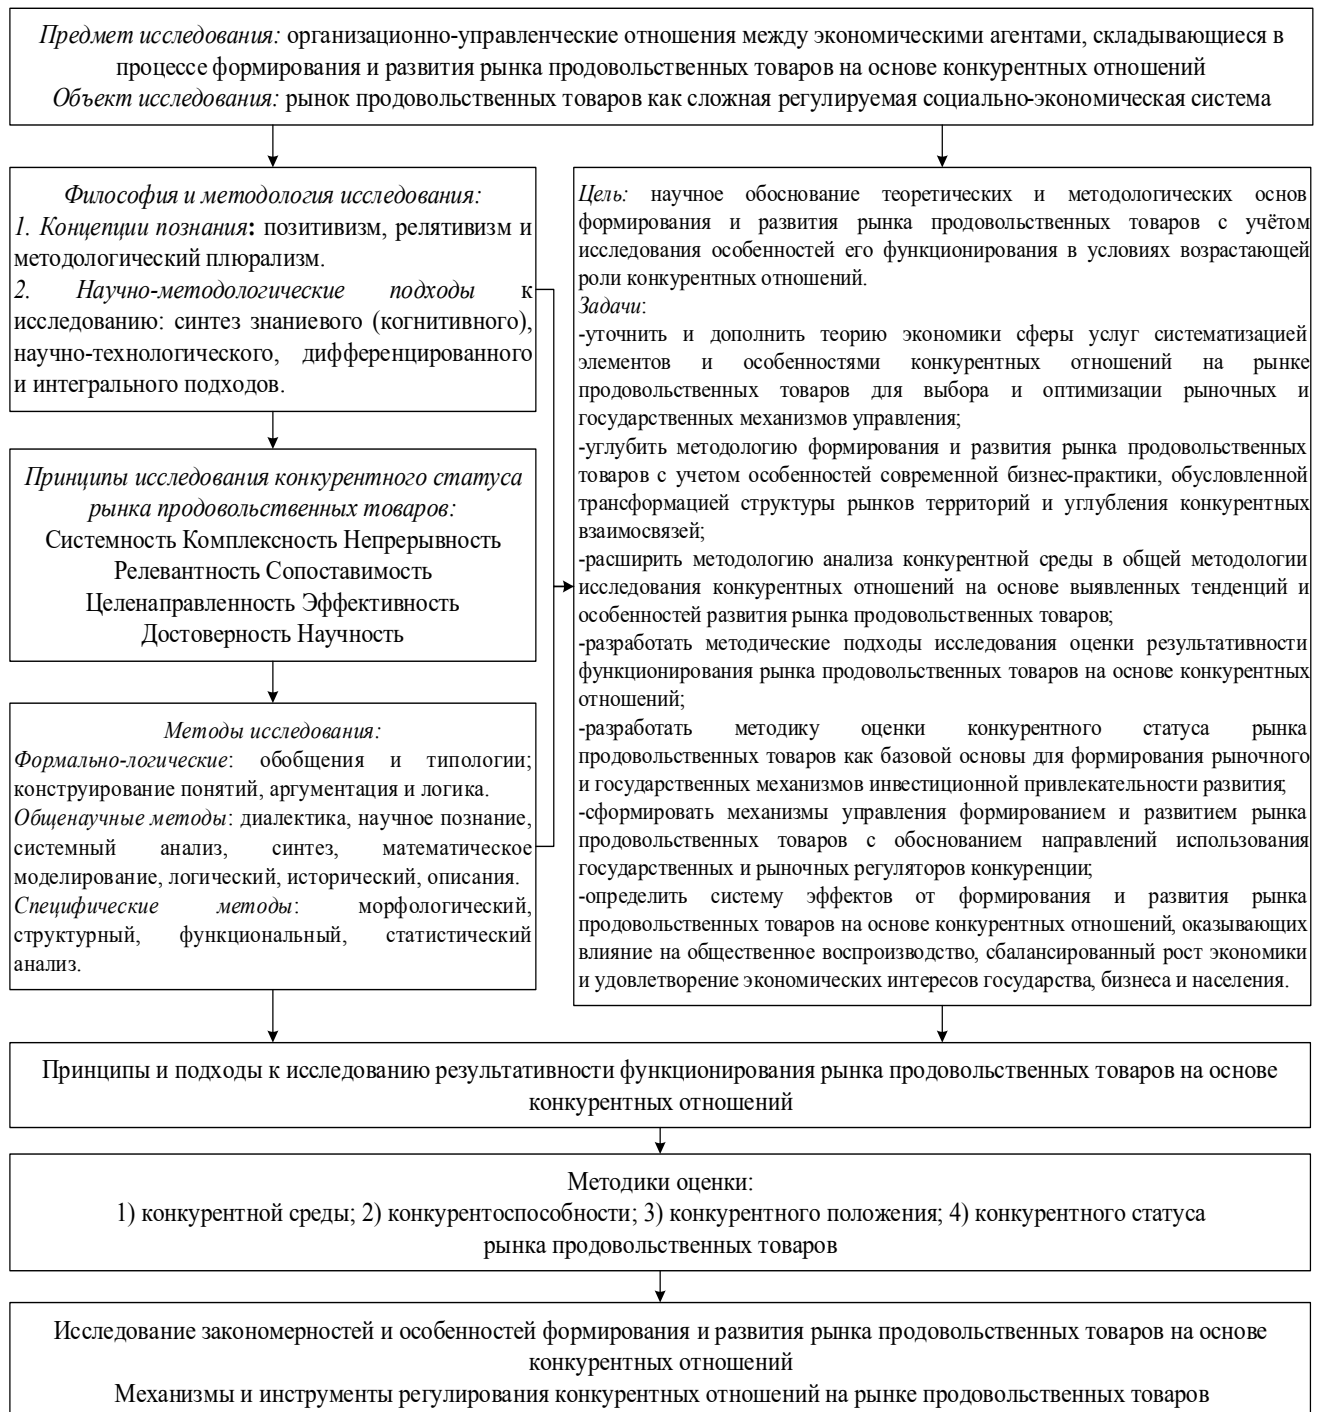 Предмет исследования: организационно-управленческие отношения между экономическими агентами, складывающиеся в
процессе формирования и развития рынка продовольственных товаров на основе конкурентных отношений
Объект исследования: рынок продовольственных товаров как сложная регулируемая социально-экономическая система
Философия и методология исследования:
1. Концепции познания: позитивизм, релятивизм и
методологический плюрализм.
2. Научно-методологические подходы к
исследованию: синтез знаниевого (когнитивного),
научно-технологического, дифференцированного
и интегрального подходов.
Принципы исследования конкурентного статуса
рынка продовольственных товаров:
Системность Комплексность Непрерывность
Релевантность Сопоставимость
Целенаправленность Эффективность
Достоверность Научность
Методы исследования:
Формально-логические: обобщения и типологии;
конструирование понятий, аргументация и логика.
Общенаучные методы: диалектика, научное познание,
системный анализ, синтез, математическое
моделирование, логический, исторический, описания.
Специфические методы: морфологический,
структурный, функциональный, статистический
анализ.
Цель: научное обоснование теоретических и методологических основ
формирования и развития рынка продовольственных товаров с учётом
исследования особенностей его функционирования в условиях возрастающей
роли конкурентных отношений.
Задачи:
-уточнить и дополнить теорию экономики сферы услуг систематизацией
элементов и особенностями конкурентных отношений на рынке
продовольственных товаров для выбора и оптимизации рыночных и
государственных механизмов управления;
-углубить методологию формирования и развития рынка продовольственных
товаров с учетом особенностей современной бизнес-практики, обусловленной
трансформацией структуры рынков территорий и углубления конкурентных
взаимосвязей;
-расширить методологию анализа конкурентной среды в общей методологии
исследования конкурентных отношений на основе выявленных тенденций и
особенностей развития рынка продовольственных товаров;
-разработать методические подходы исследования оценки результативности
функционирования рынка продовольственных товаров на основе конкурентных
отношений;
-разработать методику оценки конкурентного статуса рынка
продовольственных товаров как базовой основы для формирования рыночного
и государственных механизмов инвестиционной привлекательности развития;
-сформировать механизмы управления формированием и развитием рынка
продовольственных товаров с обоснованием направлений использования
государственных и рыночных регуляторов конкуренции;
-определить систему эффектов от формирования и развития рынка
продовольственных товаров на основе конкурентных отношений, оказывающих
влияние на общественное воспроизводство, сбалансированный рост экономики
и удовлетворение экономических интересов государства, бизнеса и населения.
Принципы и подходы к исследованию результативности функционирования рынка продовольственных товаров на основе
конкурентных отношений
Методики оценки:
1) конкурентной среды; 2) конкурентоспособности; 3) конкурентного положения; 4) конкурентного статуса
рынка продовольственных товаров
Исследование закономерностей и особенностей формирования и развития рынка продовольственных товаров на основе
конкурентных отношений
Механизмы и инструменты регулирования конкурентных отношений на рынке продовольственных товаров